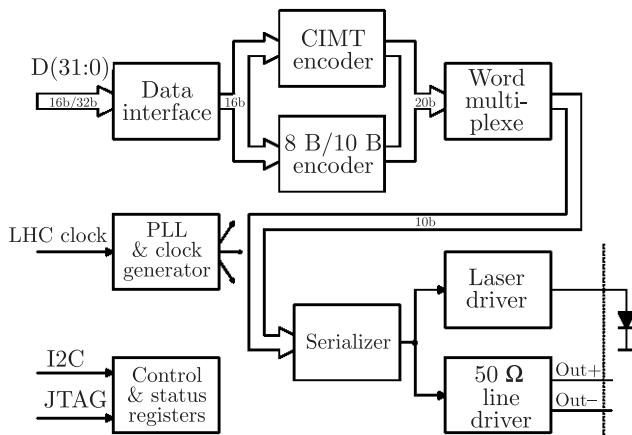 D(31:0)
16b/32b
Data
interface
16b
CIMT
encoder
8 B/10 B
encoder
20b
Word
multi-
plexe
10b
LHC clock
PLL
& clock
generator
Serializer
Laser
driver
50 Ω
line
driver
Out+
Out–
I2C
JTAG
Control
& status
registers